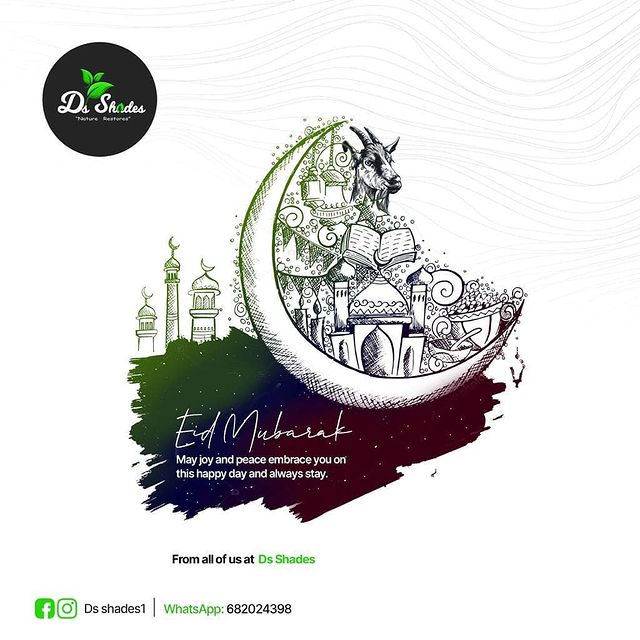 Ds Shades
"Nature Restores"
Eid Mubarak
May joy and peace embrace you on
this happy day and always stay.
From all of us at Ds Shades
Ds shades1 | WhatsApp: 682024398